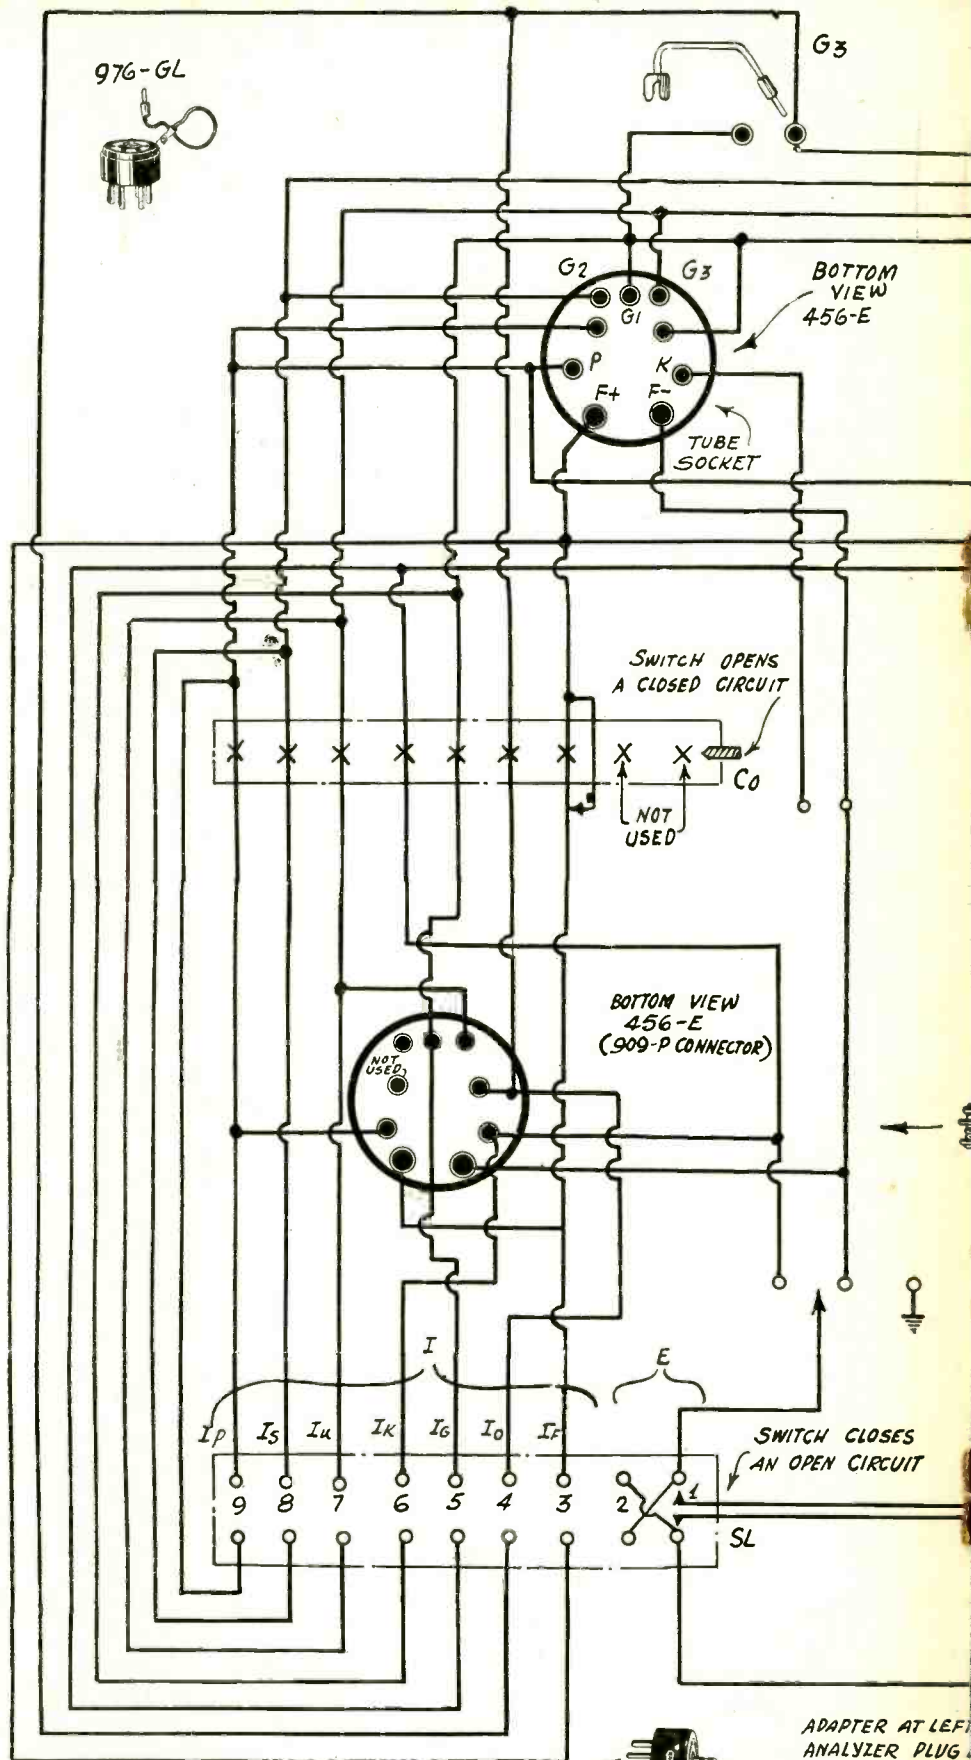 976-GL
G3
G2
G3
G1
BOTTOM
VIEW
456-E
P
K
F+
F-
TUBE
SOCKET
SWITCH OPENS
A CLOSED CIRCUIT
X X X X X X X X X
CO
NOT
USED
BOTTOM VIEW
456-E
(909-P CONNECTOR)
NOT
USED
I
E
IP IS IU IK IG IO IF
SWITCH CLOSES
AN OPEN CIRCUIT
9 8 7 6 5 4 3 2 1
SL
ADAPTER AT LEFT
ANALYZER PLUG